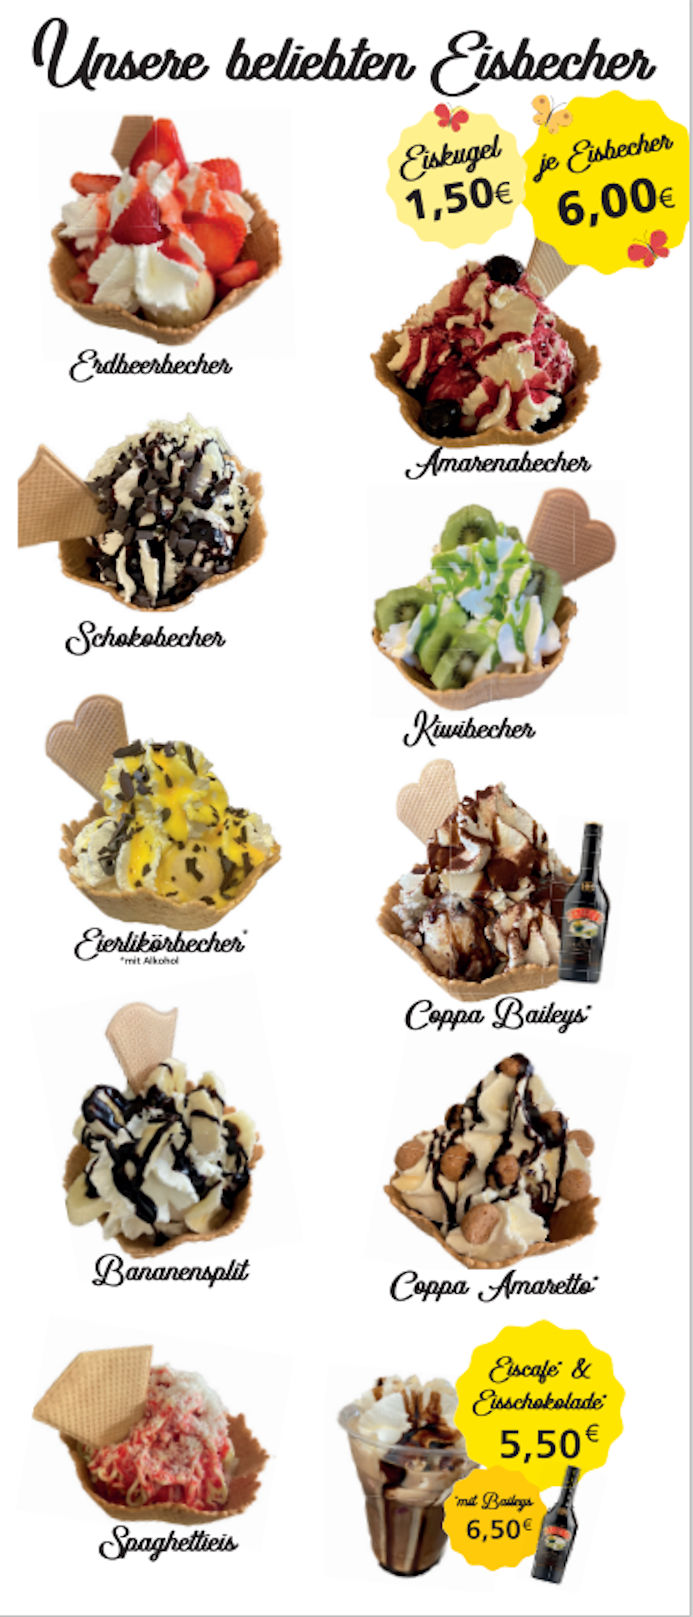 Unsere beliebten Eisbecher
Eiskugel
1,50€
je Eisbecher
6,00€
Erdbeerbecher
Amarenabecher
Schokobecher
Kiwibecher
Eierlikörbecher*
*mit Alkohol
Coppa Baileys*
Bananensplit
Coppa Amaretto*
Spaghettieis
Eiscafe* &
Eisschokolade*
5,50€
*mit Baileys
6,50€